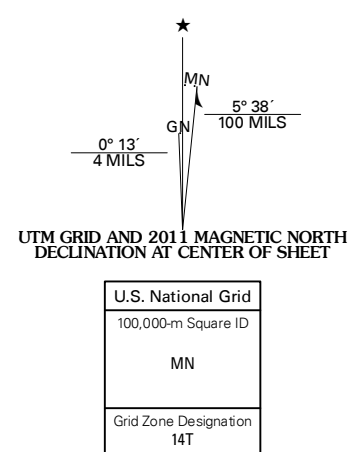 ★
MN
GN
5° 38´
100 MILS
0° 13´
4 MILS
UTM GRID AND 2011 MAGNETIC NORTH
DECLINATION AT CENTER OF SHEET
U.S. National Grid
100,000-m Square ID
MN
Grid Zone Designation
14T